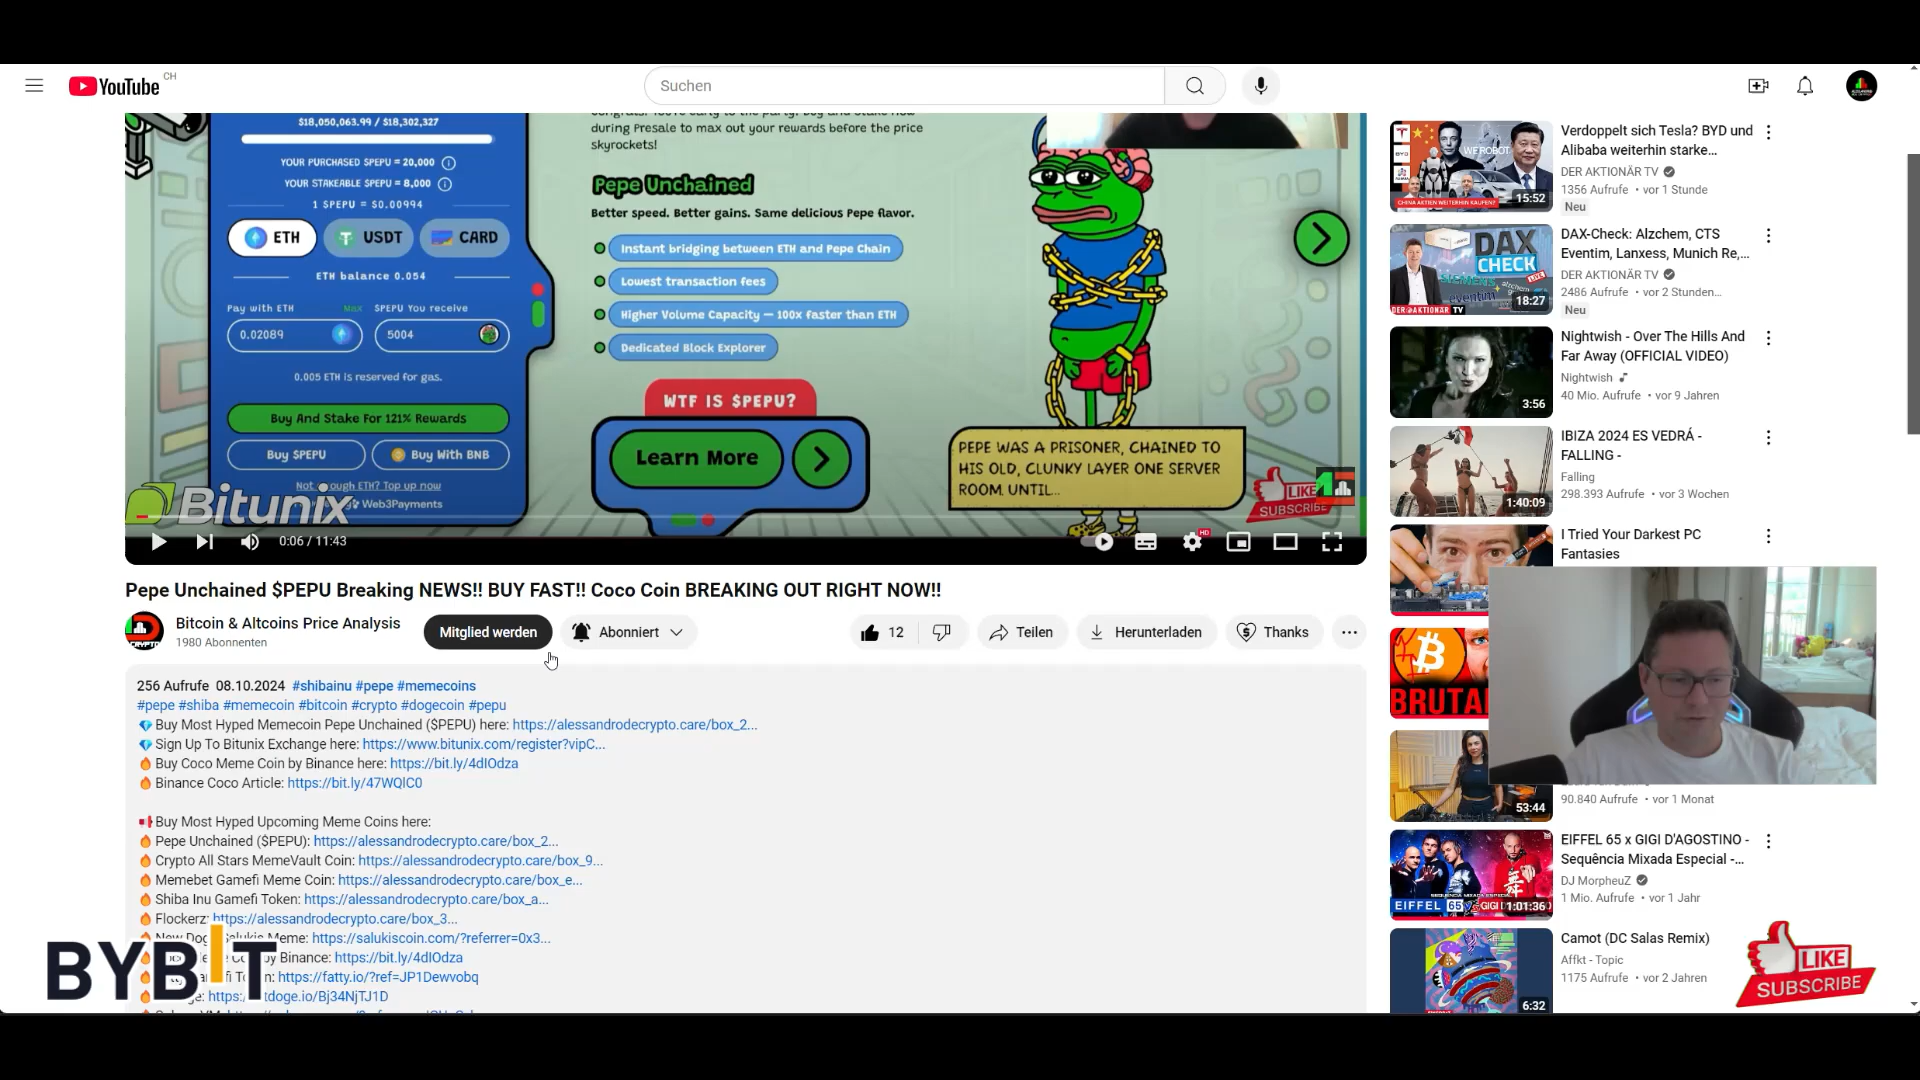 YouTube CH
Suchen
$18,050,063.99 / $18,302,327
YOUR PURCHASED $PEPU = 20,000
YOUR STAKEABLE $PEPU = 8,000
1 $PEPU = $0.00994
ETH
USDT
CARD
ETH balance 0.054
Pay with ETH
Max
$PEPU You receive
0.02089
5004
0.005 ETH is reserved for gas.
Buy And Stake For 121% Rewards
Buy $PEPU
Buy With BNB
Web3Payments
Bitunix
during Presale to max out your rewards before the price
skyrockets!
Pepe Unchained
Better speed. Better gains. Same delicious Pepe flavor.
Instant bridging between ETH and Pepe Chain
Lowest transaction fees
Higher Volume Capacity — 100x faster than ETH
Dedicated Block Explorer
WTF IS $PEPU?
Learn More
PEPE WAS A PRISONER, CHAINED TO
HIS OLD, CLUNKY LAYER ONE SERVER
ROOM. UNTIL...
LIKE
SUBSCRIBE
0:06 / 11:43
HD
Pepe Unchained $PEPU Breaking NEWS!! BUY FAST!! Coco Coin BREAKING OUT RIGHT NOW!!
Bitcoin & Altcoins Price Analysis
1980 Abonnenten
Mitglied werden
Abonniert
12
Teilen
Herunterladen
Thanks
256 Aufrufe 08.10.2024 #shibainu #pepe #memecoins
#pepe #shiba #memecoin #bitcoin #crypto #dogecoin #pepu
Buy Most Hyped Memecoin Pepe Unchained ($PEPU) here: https://alessandrodecrypto.care/box_2...
Sign Up To Bitunix Exchange here: https://www.bitunix.com/register?vipC...
Buy Coco Meme Coin by Binance here: https://bit.ly/4dIOdza
Binance Coco Article: https://bit.ly/47WQIC0
Buy Most Hyped Upcoming Meme Coins here:
Pepe Unchained ($PEPU): https://alessandrodecrypto.care/box_2...
Crypto All Stars MemeVault Coin: https://alessandrodecrypto.care/box_9...
Memebet Gamefi Meme Coin: https://alessandrodecrypto.care/box_e...
Shiba Inu Gamefi Token: https://alessandrodecrypto.care/box_a...
Flockerz: https://alessandrodecrypto.care/box_3...
Meme: https://salukiscoin.com/?referrer=0x3...
by Binance: https://bit.ly/4dIOdza
https://fatty.io/?ref=JP1Dewvobq
BYBIT
Verdoppelt sich Tesla? BYD und
Alibaba weiterhin starke...
DER AKTIONÄR TV
1356 Aufrufe • vor 1 Stunde
Neu
15:52
DAX-Check: Alzchem, CTS
Eventim, Lanxess, Munich Re,...
DER AKTIONÄR TV
2486 Aufrufe • vor 2 Stunden...
Neu
DAX
CHECK
LIVE
18:27
Nightwish - Over The Hills And
Far Away (OFFICIAL VIDEO)
Nightwish
40 Mio. Aufrufe • vor 9 Jahren
3:56
IBIZA 2024 ES VEDRÁ -
FALLING -
Falling
298.393 Aufrufe • vor 3 Wochen
1:40:09
I Tried Your Darkest PC
Fantasies
90.840 Aufrufe • vor 1 Monat
53:44
EIFFEL 65 x GIGI D'AGOSTINO -
Sequência Mixada Especial -...
DJ MorpheuZ
1 Mio. Aufrufe • vor 1 Jahr
EIFFEL 65
1:01:36
Camot (DC Salas Remix)
Affkt - Topic
1175 Aufrufe • vor 2 Jahren
6:32
LIKE
SUBSCRIBE